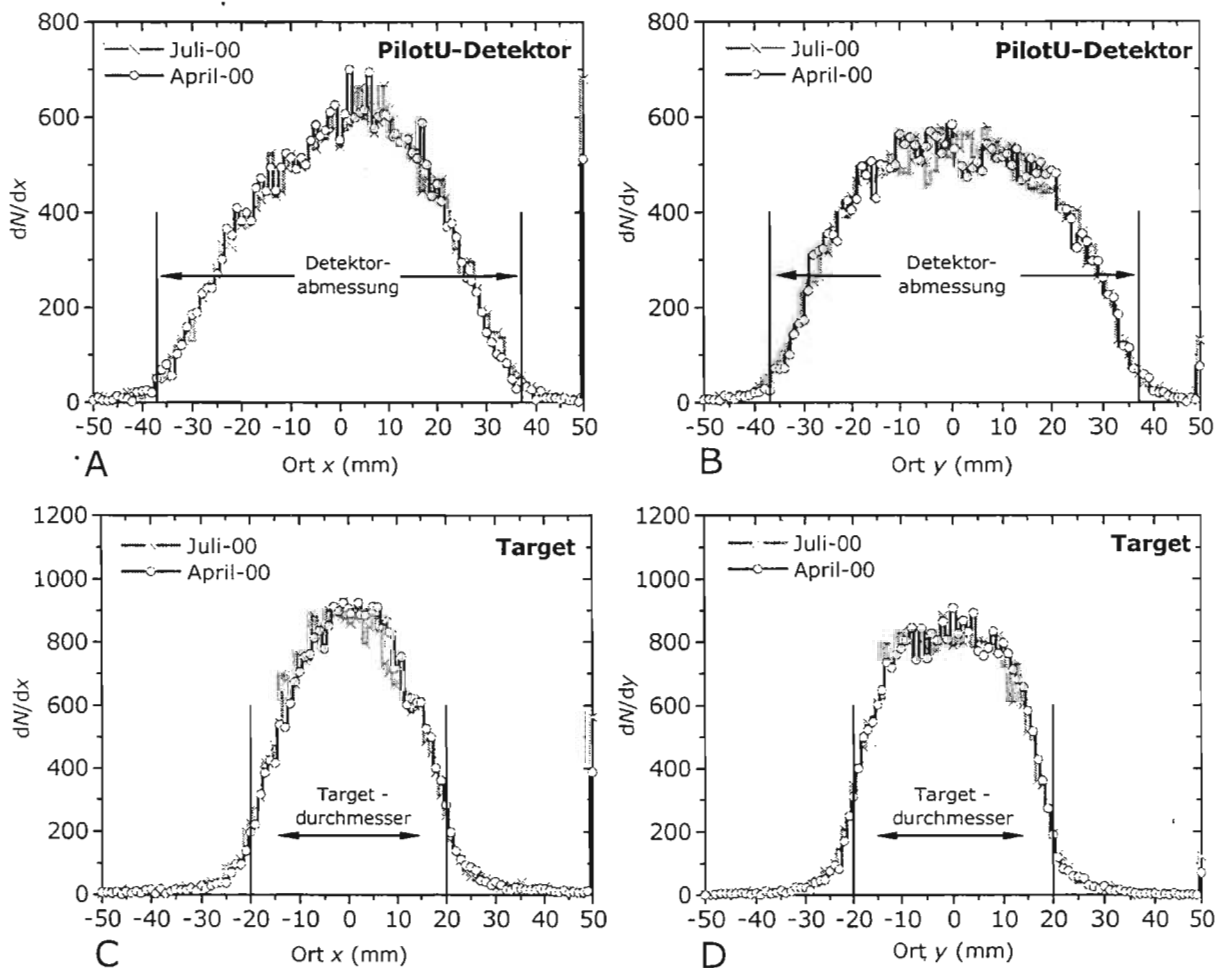 800
600
400
200
0
dN/dx
Juli-00
April-00
PilotU-Detektor
Detektor-
abmessung
-50 -40 -30 -20 -10 0 10 20 30 40 50
Ort x (mm)
A
800
600
400
200
0
dN/dy
Juli-00
April-00
PilotU-Detektor
Detektor-
abmessung
-50 -40 -30 -20 -10 0 10 20 30 40 50
Ort y (mm)
B
1200
1000
800
600
400
200
0
dN/dx
Juli-00
April-00
Target
Target -
durchmesser
-50 -40 -30 -20 -10 0 10 20 30 40 50
Ort x (mm)
C
1200
1000
800
600
400
200
0
dN/dy
Juli-00
April-00
Target
Target -
durchmesser
-50 -40 -30 -20 -10 0 10 20 30 40 50
Ort y (mm)
D